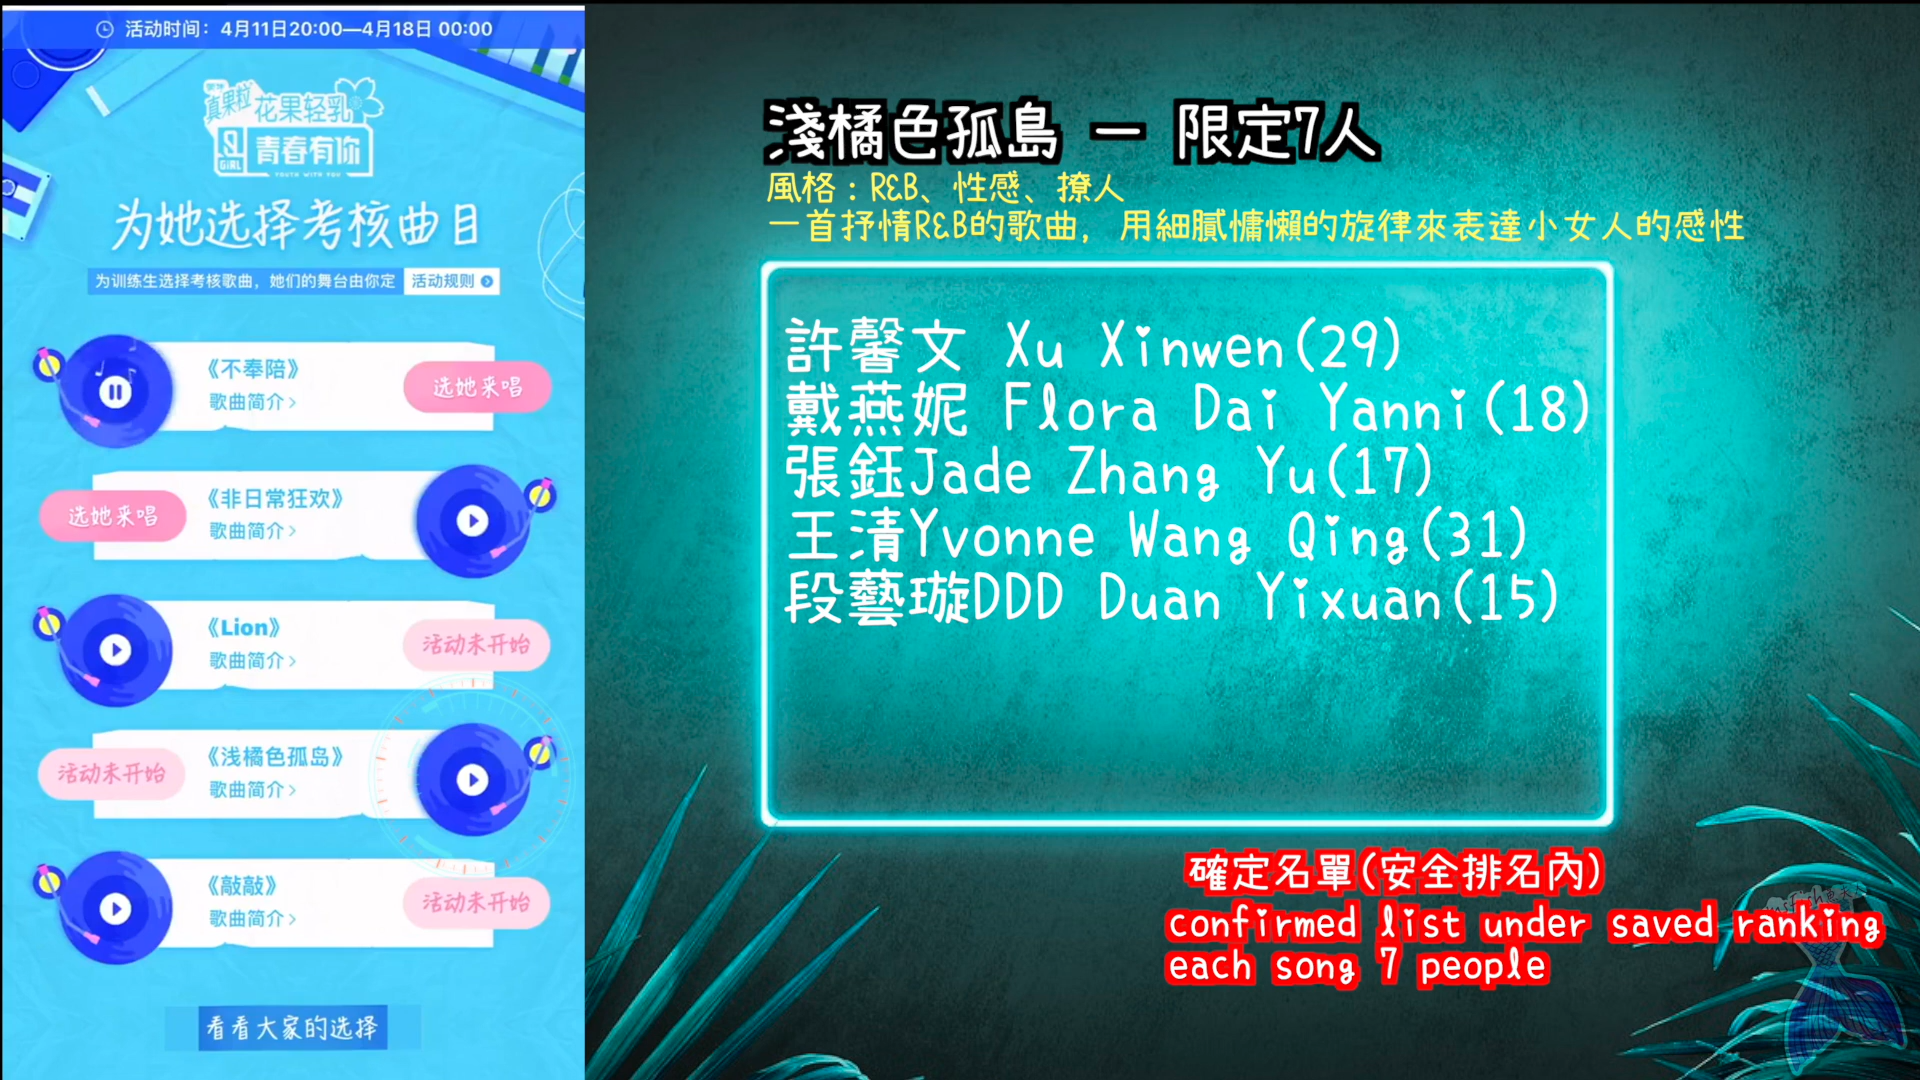 活动时间：4月11日20:00—4月18日 00:00
真果粒 花果轻乳
GIRL 青春有你
YOUTH WITH YOU
为她选择考核曲目
为训练生选择考核歌曲，她们的舞台由你定 活动规则
《不奉陪》
歌曲简介
选她来唱
《非日常狂欢》
歌曲简介
选她来唱
《Lion》
歌曲简介
活动未开始
《浅橘色孤岛》
歌曲简介
活动未开始
《敲敲》
歌曲简介
活动未开始
看看大家的选择
淺橘色孤島 — 限定7人
風格：R&B、性感、撩人
一首抒情R&B的歌曲，用細膩慵懶的旋律來表達小女人的感性
許馨文 Xu Xinwen(29)
戴燕妮 Flora Dai Yanni(18)
張鈺Jade Zhang Yu(17)
王清Yvonne Wang Qing(31)
段藝璇DDD Duan Yixuan(15)
確定名單(安全排名內)
confirmed list under saved ranking
each song 7 people